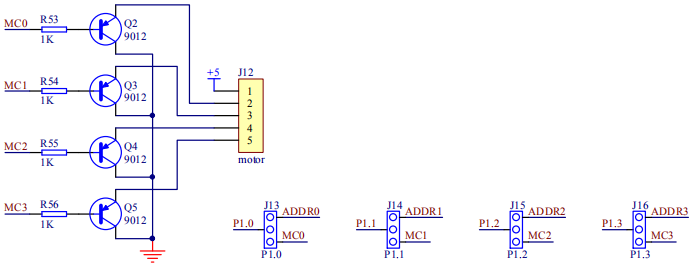 MC0
R53
1K
Q2
9012
MC1
R54
1K
Q3
9012
MC2
R55
1K
Q4
9012
MC3
R56
1K
Q5
9012
+5
J12
1
2
3
4
5
motor
J13
P1.0
ADDR0
MC0
P1.0
J14
P1.1
ADDR1
MC1
P1.1
J15
P1.2
ADDR2
MC2
P1.2
J16
P1.3
ADDR3
MC3
P1.3